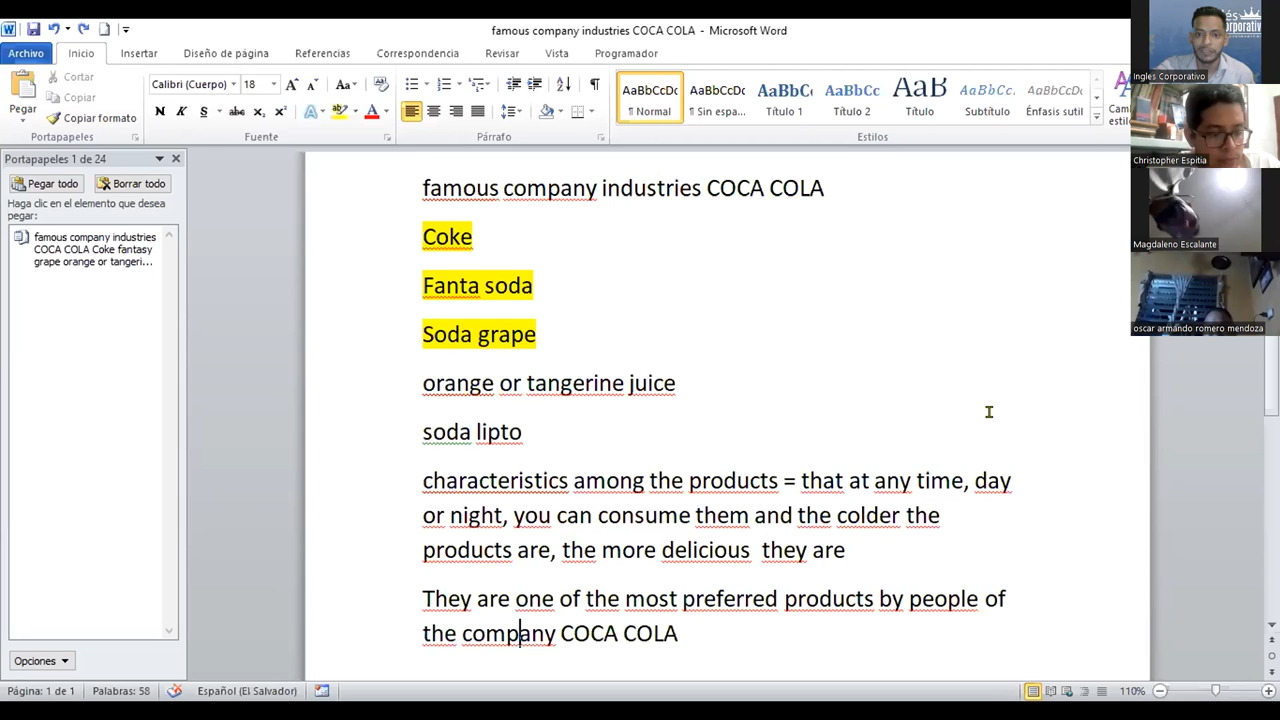 famous company industries COCA COLA - Microsoft Word
Archivo Inicio Insertar Diseño de página Referencias Correspondencia Revisar Vista Programador
Pegar
Cortar
Copiar
Copiar formato
Portapapeles
Calibri (Cuerpo) 18
Fuente
Párrafo
AaBbCcDc AaBbCcDc AaBbC AaBbCc AaB AaBbCc. AaBbCcDc
¶ Normal ¶ Sin espa... Título 1 Título 2 Título Subtítulo Énfasis sutil
Estilos
Portapapeles 1 de 24
Pegar todo Borrar todo
Haga clic en el elemento que desea
pegar:
famous company industries
COCA COLA Coke fantasy
grape orange or tangeri...
Opciones
famous company industries COCA COLA
Coke
Fanta soda
Soda grape
orange or tangerine juice
soda lipto
characteristics among the products = that at any time, day
or night, you can consume them and the colder the
products are, the more delicious they are
They are one of the most preferred products by people of
the company COCA COLA
Ingles Corporativo
Christopher Espitia
Magdaleno Escalante
oscar armando romero mendoza
Página: 1 de 1 Palabras: 58 Español (El Salvador) 110%